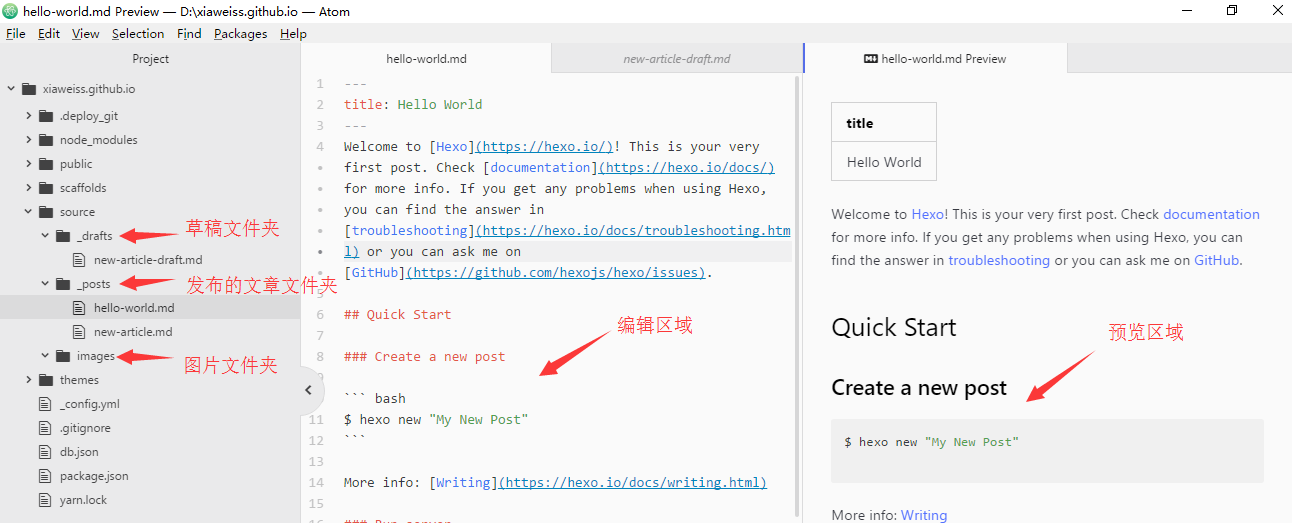 hello-world.md Preview — D:\xiaweiss.github.io — Atom
File Edit View Selection Find Packages Help
Project
xiaweiss.github.io
.deploy_git
node_modules
public
scaffolds
source
_drafts
草稿文件夹
new-article-draft.md
_posts
发布的文章文件夹
hello-world.md
new-article.md
images
图片文件夹
themes
_config.yml
.gitignore
db.json
package.json
yarn.lock
hello-world.md
new-article-draft.md
1 ---
2 title: Hello World
3 ---
4 Welcome to [Hexo](https://hexo.io/)! This is your very
first post. Check [documentation](https://hexo.io/docs/)
for more info. If you get any problems when using Hexo,
you can find the answer in
[troubleshooting](https://hexo.io/docs/troubleshooting.htm
l) or you can ask me on
[GitHub](https://github.com/hexojs/hexo/issues).
5
6 ## Quick Start
7
编辑区域
8 ### Create a new post
``` bash
11 $ hexo new "My New Post"
12 ```
13
14 More info: [Writing](https://hexo.io/docs/writing.html)
15
16 ### Run server
hello-world.md Preview
title
Hello World
Welcome to Hexo! This is your very first post. Check documentation
for more info. If you get any problems when using Hexo, you can
find the answer in troubleshooting or you can ask me on GitHub.
Quick Start
预览区域
Create a new post
$ hexo new "My New Post"
More info: Writing